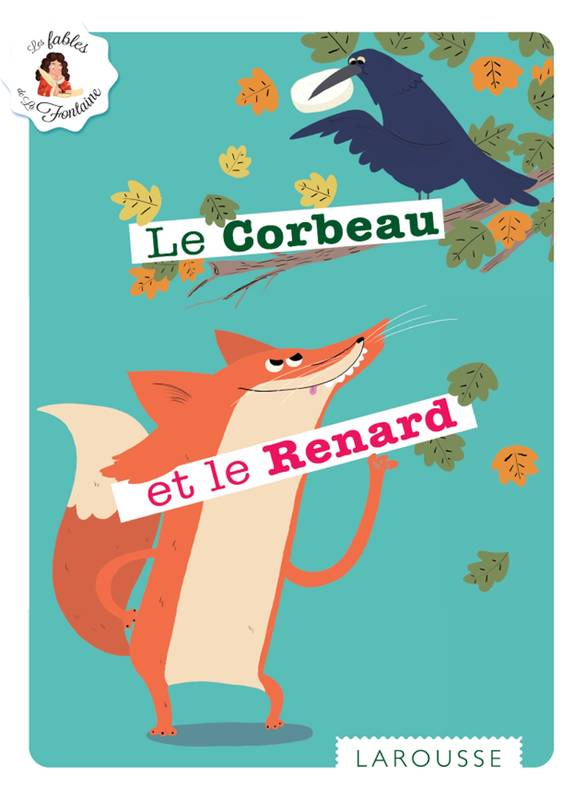 Les fables
de La Fontaine
Le Corbeau
et le Renard
LAROUSSE